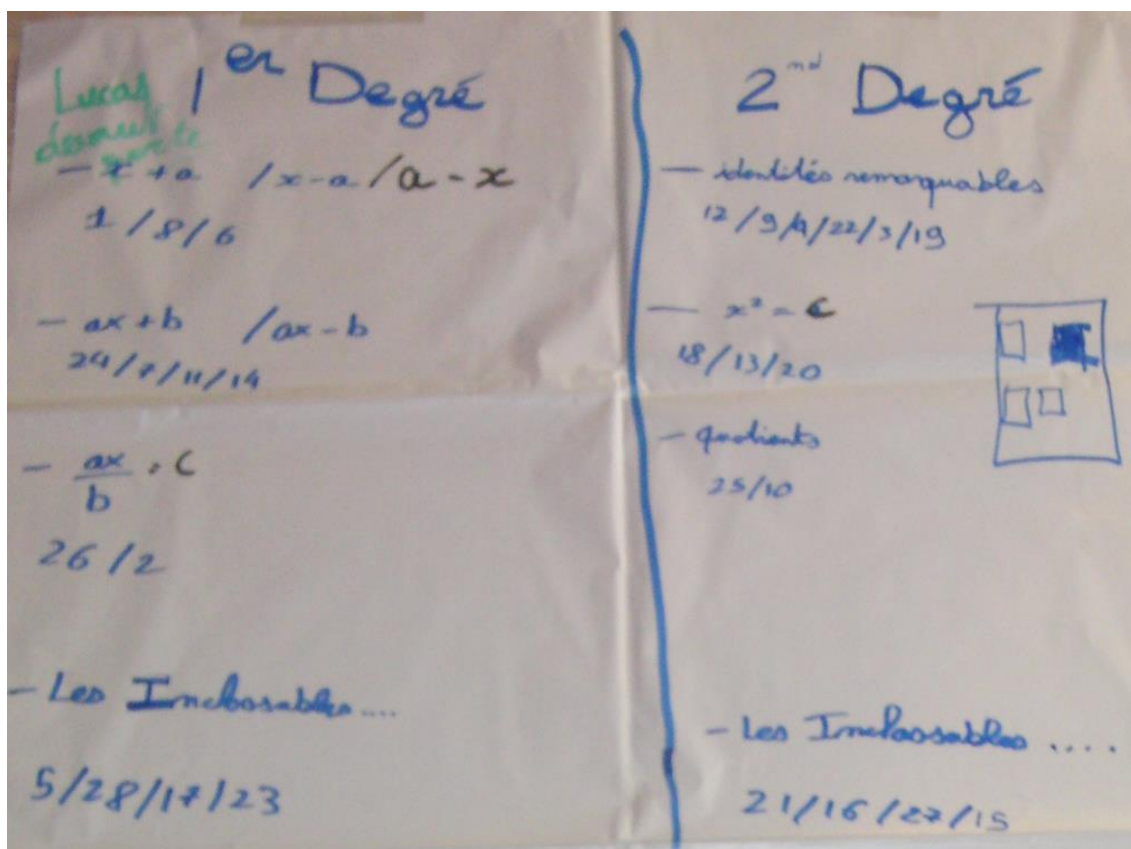 Lucas
1er Degré
- x + a / x - a / a - x
1 / 8 / 6
- ax + b / ax - b
24 / 7 / 11 / 14
- ax/b = C
26 / 2
- Les Inclassables ....
5/28/17/23
2nd Degré
- identités remarquables
12 / 9 / 4 / 22 / 3 / 19
- x² = C
18 / 13 / 20
- quotients
25/10
- Les Inclassables ....
21/16/27/15